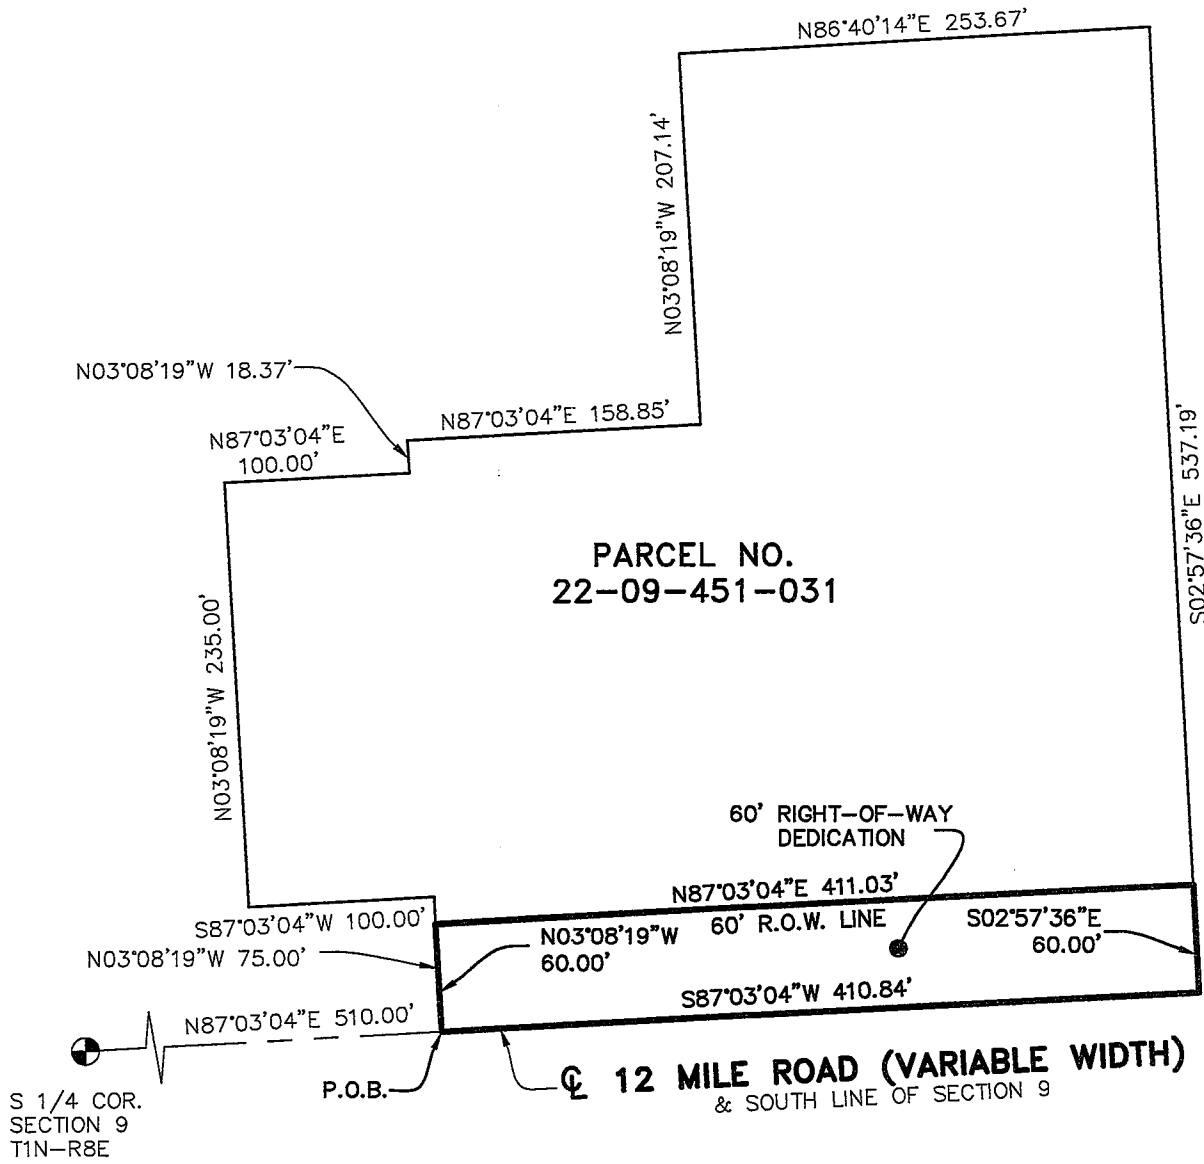 N86°40'14"E 253.67'
N03°08'19"W 207.14'
N03°08'19"W 18.37'
N87°03'04"E 158.85'
N87°03'04"E
100.00'
S02°57'36"E 537.19'
PARCEL NO.
22-09-451-031
N03°08'19"W 235.00'
60' RIGHT-OF-WAY
DEDICATION
N87°03'04"E 411.03'
S87°03'04"W 100.00'
60' R.O.W. LINE
S02°57'36"E
60.00'
N03°08'19"W
60.00'
N03°08'19"W 75.00'
S87°03'04"W 410.84'
N87°03'04"E 510.00'
P.O.B.
℄ 12 MILE ROAD (VARIABLE WIDTH)
& SOUTH LINE OF SECTION 9
S 1/4 COR.
SECTION 9
T1N-R8E